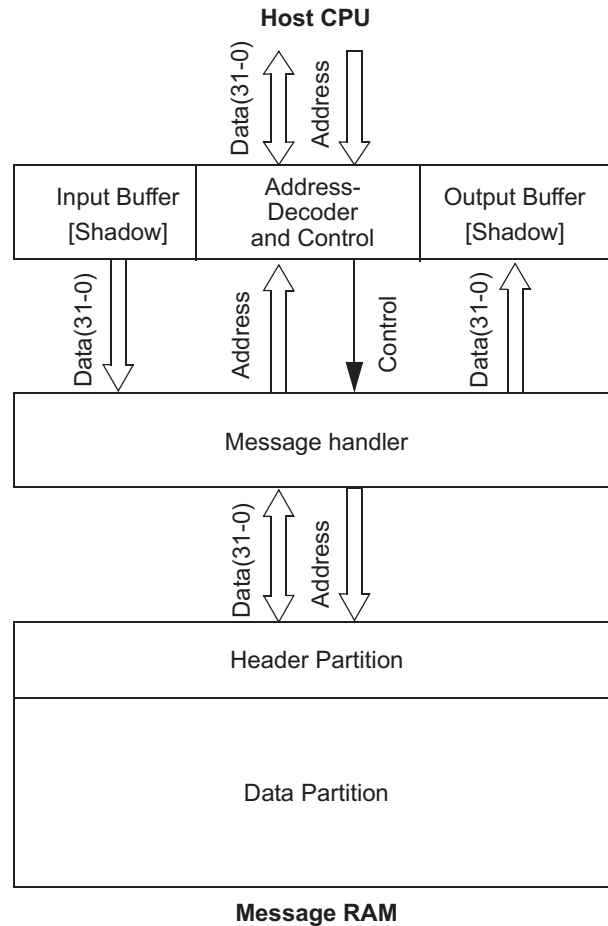 Host CPU
Data(31-0)
Address
Input Buffer
[Shadow]
Address-
Decoder
and Control
Output Buffer
[Shadow]
Data(31-0)
Address
Control
Data(31-0)
Message handler
Data(31-0)
Address
Header Partition
Data Partition
Message RAM